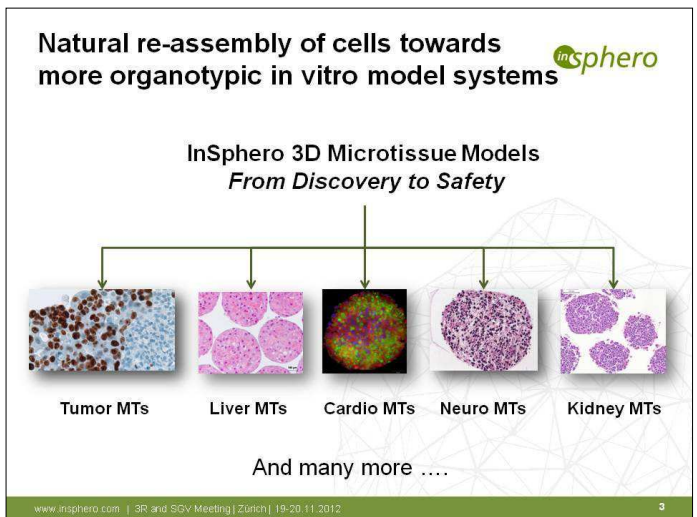 Natural re-assembly of cells towards
more organotypic in vitro model systems
insphero
InSphero 3D Microtissue Models
From Discovery to Safety
Tumor MTs
Liver MTs
Cardio MTs
Neuro MTs
Kidney MTs
And many more ....
www.insphero.com | 3R and SGV Meeting | Zürich | 19-20.11.2012
3